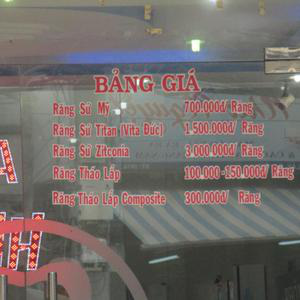 BẢNG GIÁ
Răng Sứ Mỹ 700.000đ/ Răng
Răng Sứ Titan (Vita Đức) 1.500.000đ/ Răng
Răng Sứ Zitconia 3.000.000đ/ Răng
Răng Tháo Lắp 100.000-150.000đ/ Răng
Răng Tháo Lắp Composite 300.000đ/ Răng